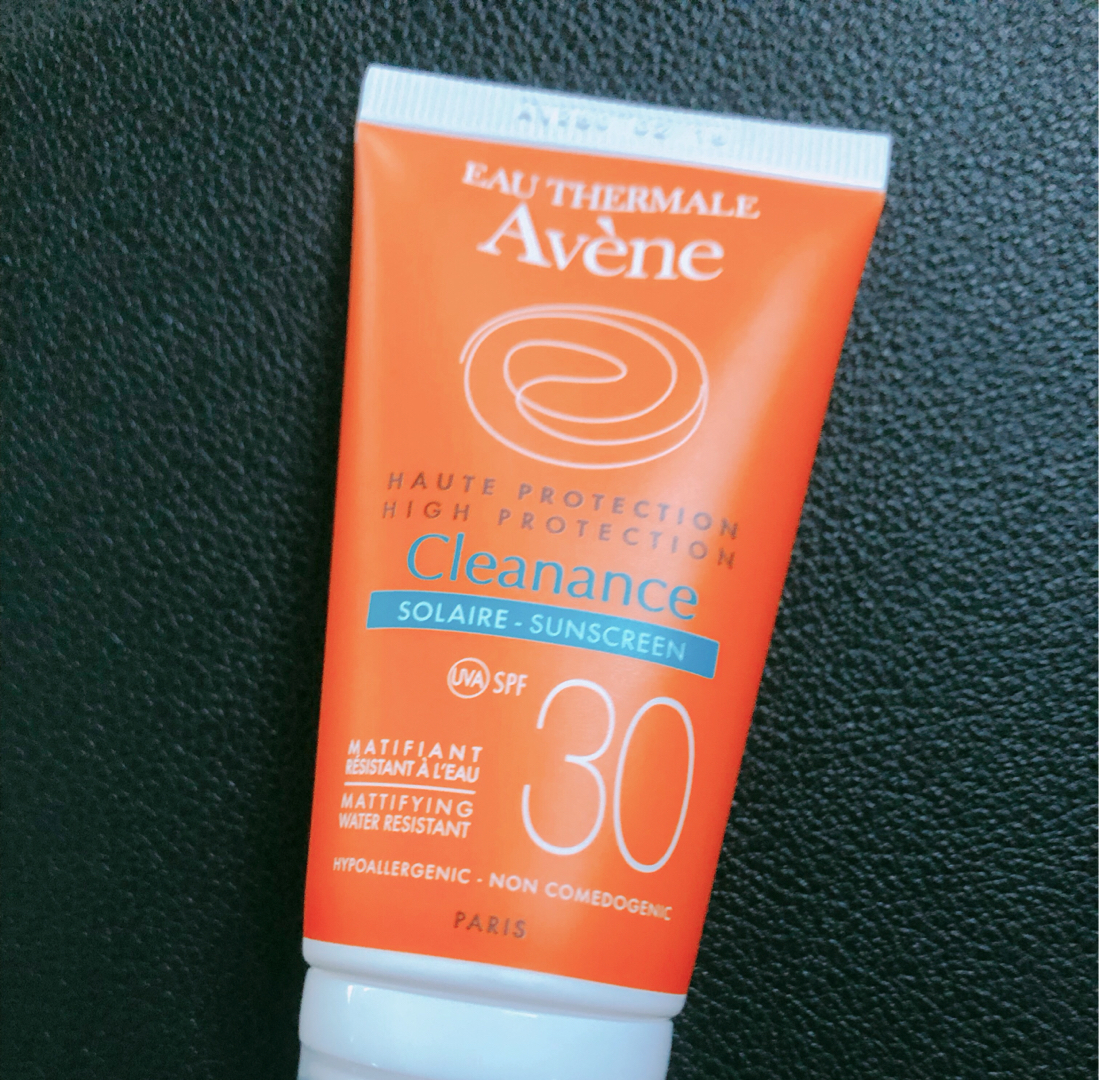 EAU THERMALE
Avène
HAUTE PROTECTION
HIGH PROTECTION
Cleanance
SOLAIRE - SUNSCREEN
UVA SPF 30
MATIFIANT
RÉSISTANT À L'EAU
MATTIFYING
WATER RESISTANT
HYPOALLERGENIC - NON COMEDOGENIC
PARIS